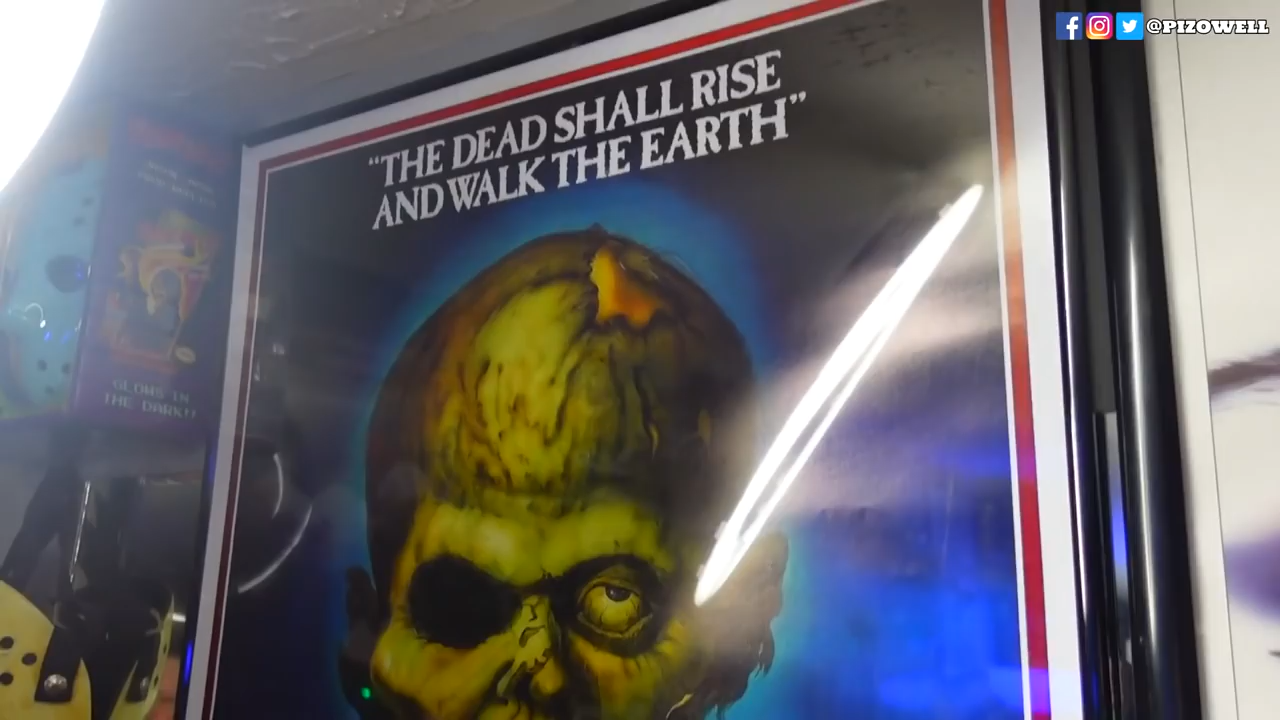 @PIZOWELL
"THE DEAD SHALL RISE
AND WALK THE EARTH"
GLOWS IN
THE DARK!!